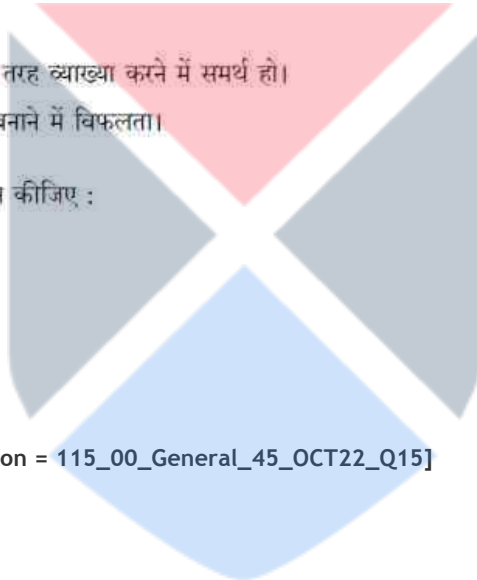 तरह व्याख्या करने में समर्थ हो।
बनाने में विफलता।
कीजिए :
on = 115_00_General_45_OCT22_Q15]